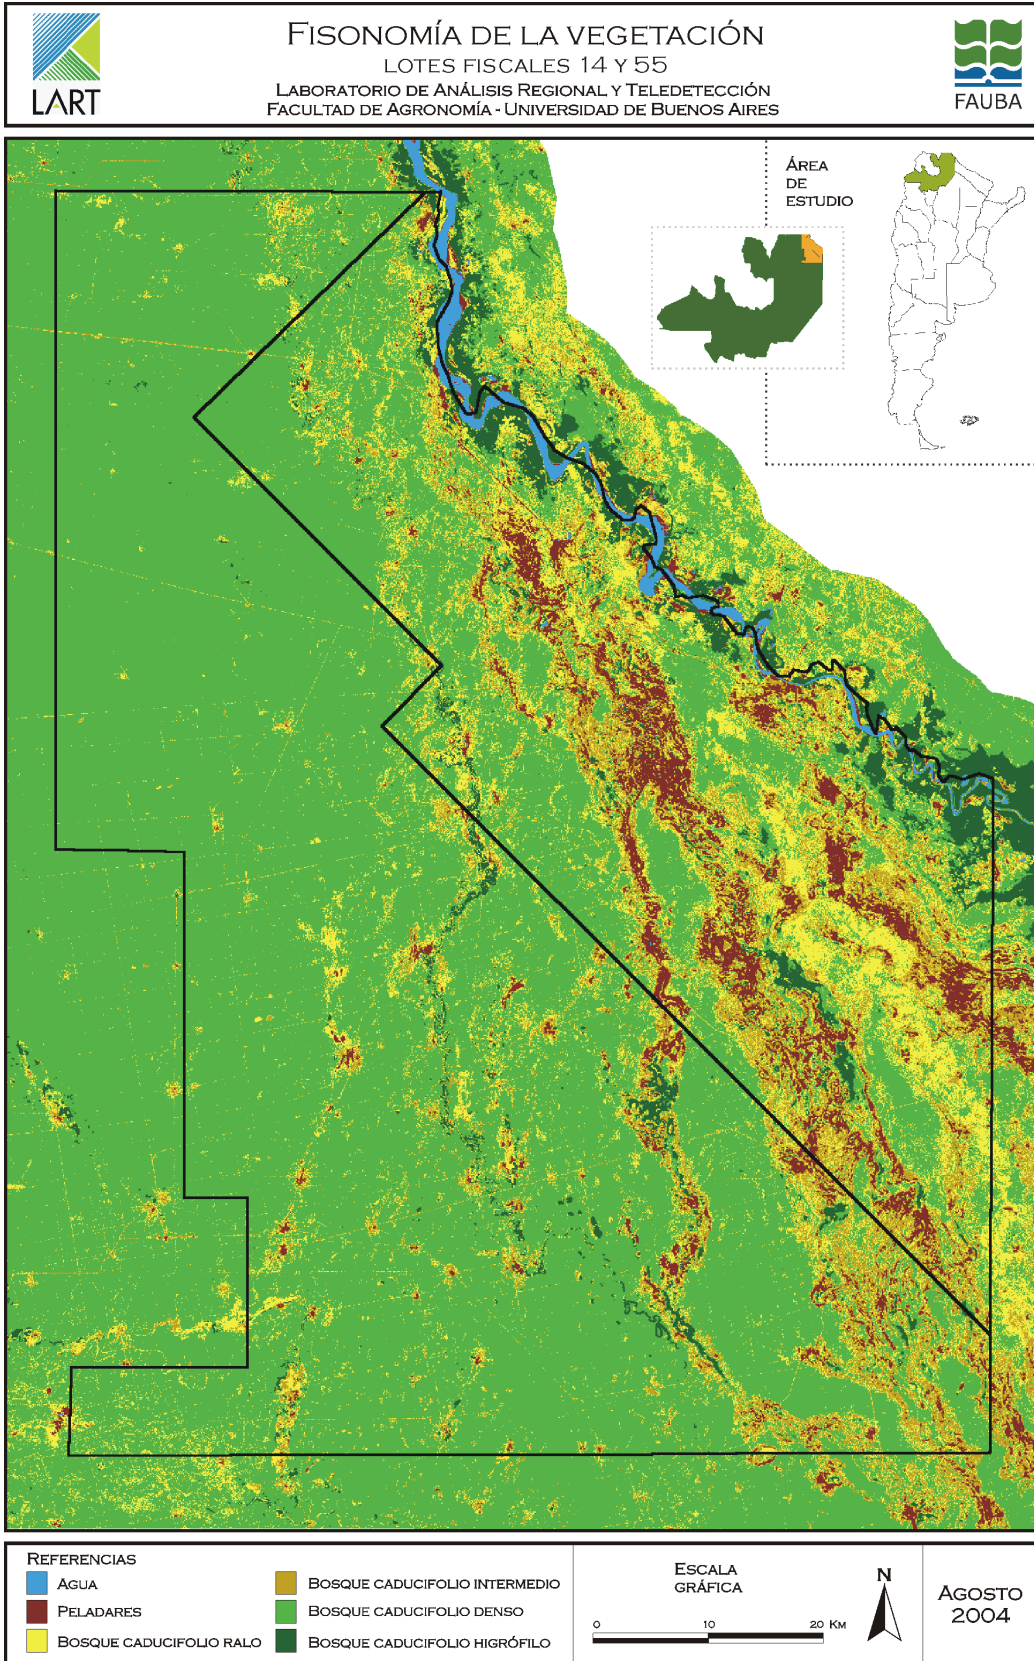 LART
FISONOMÍA DE LA VEGETACIÓN
LOTES FISCALES 14 Y 55
LABORATORIO DE ANÁLISIS REGIONAL Y TELEDETECCIÓN
FACULTAD DE AGRONOMÍA - UNIVERSIDAD DE BUENOS AIRES
FAUBA
ÁREA
DE
ESTUDIO
REFERENCIAS
AGUA
PELADARES
BOSQUE CADUCIFOLIO RALO
BOSQUE CADUCIFOLIO INTERMEDIO
BOSQUE CADUCIFOLIO DENSO
BOSQUE CADUCIFOLIO HIGRÓFILO
ESCALA
GRÁFICA
0 10 20 KM
N
AGOSTO
2004